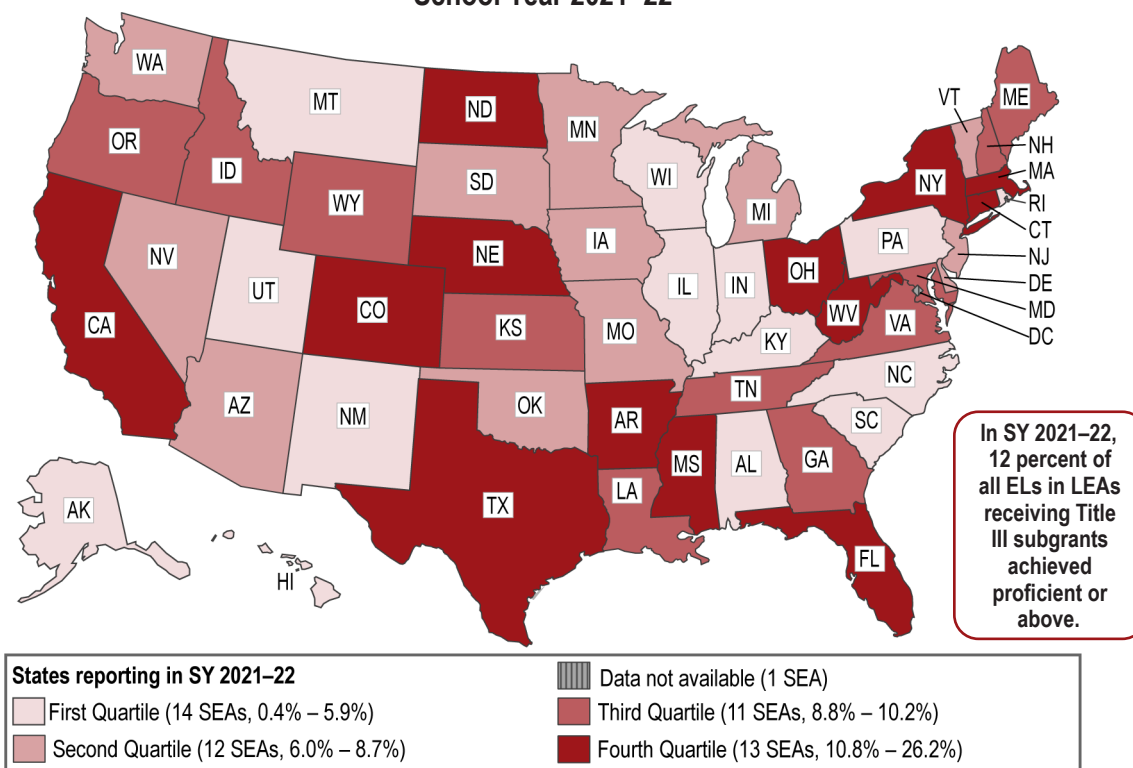 School Year 2021–22
WA
MT
ND
MN
VT
ME
OR
ID
WY
SD
WI
MI
NY
NH
MA
RI
CT
NJ
DE
MD
DC
NV
UT
CO
NE
IA
IL
IN
OH
PA
WV
VA
CA
KS
MO
KY
NC
TN
SC
AZ
NM
OK
AR
MS
AL
GA
TX
LA
FL
AK
HI
In SY 2021–22,
12 percent of
all ELs in LEAs
receiving Title
III subgrants
achieved
proficient or
above.
States reporting in SY 2021–22
First Quartile (14 SEAs, 0.4% – 5.9%)
Second Quartile (12 SEAs, 6.0% – 8.7%)
Data not available (1 SEA)
Third Quartile (11 SEAs, 8.8% – 10.2%)
Fourth Quartile (13 SEAs, 10.8% – 26.2%)